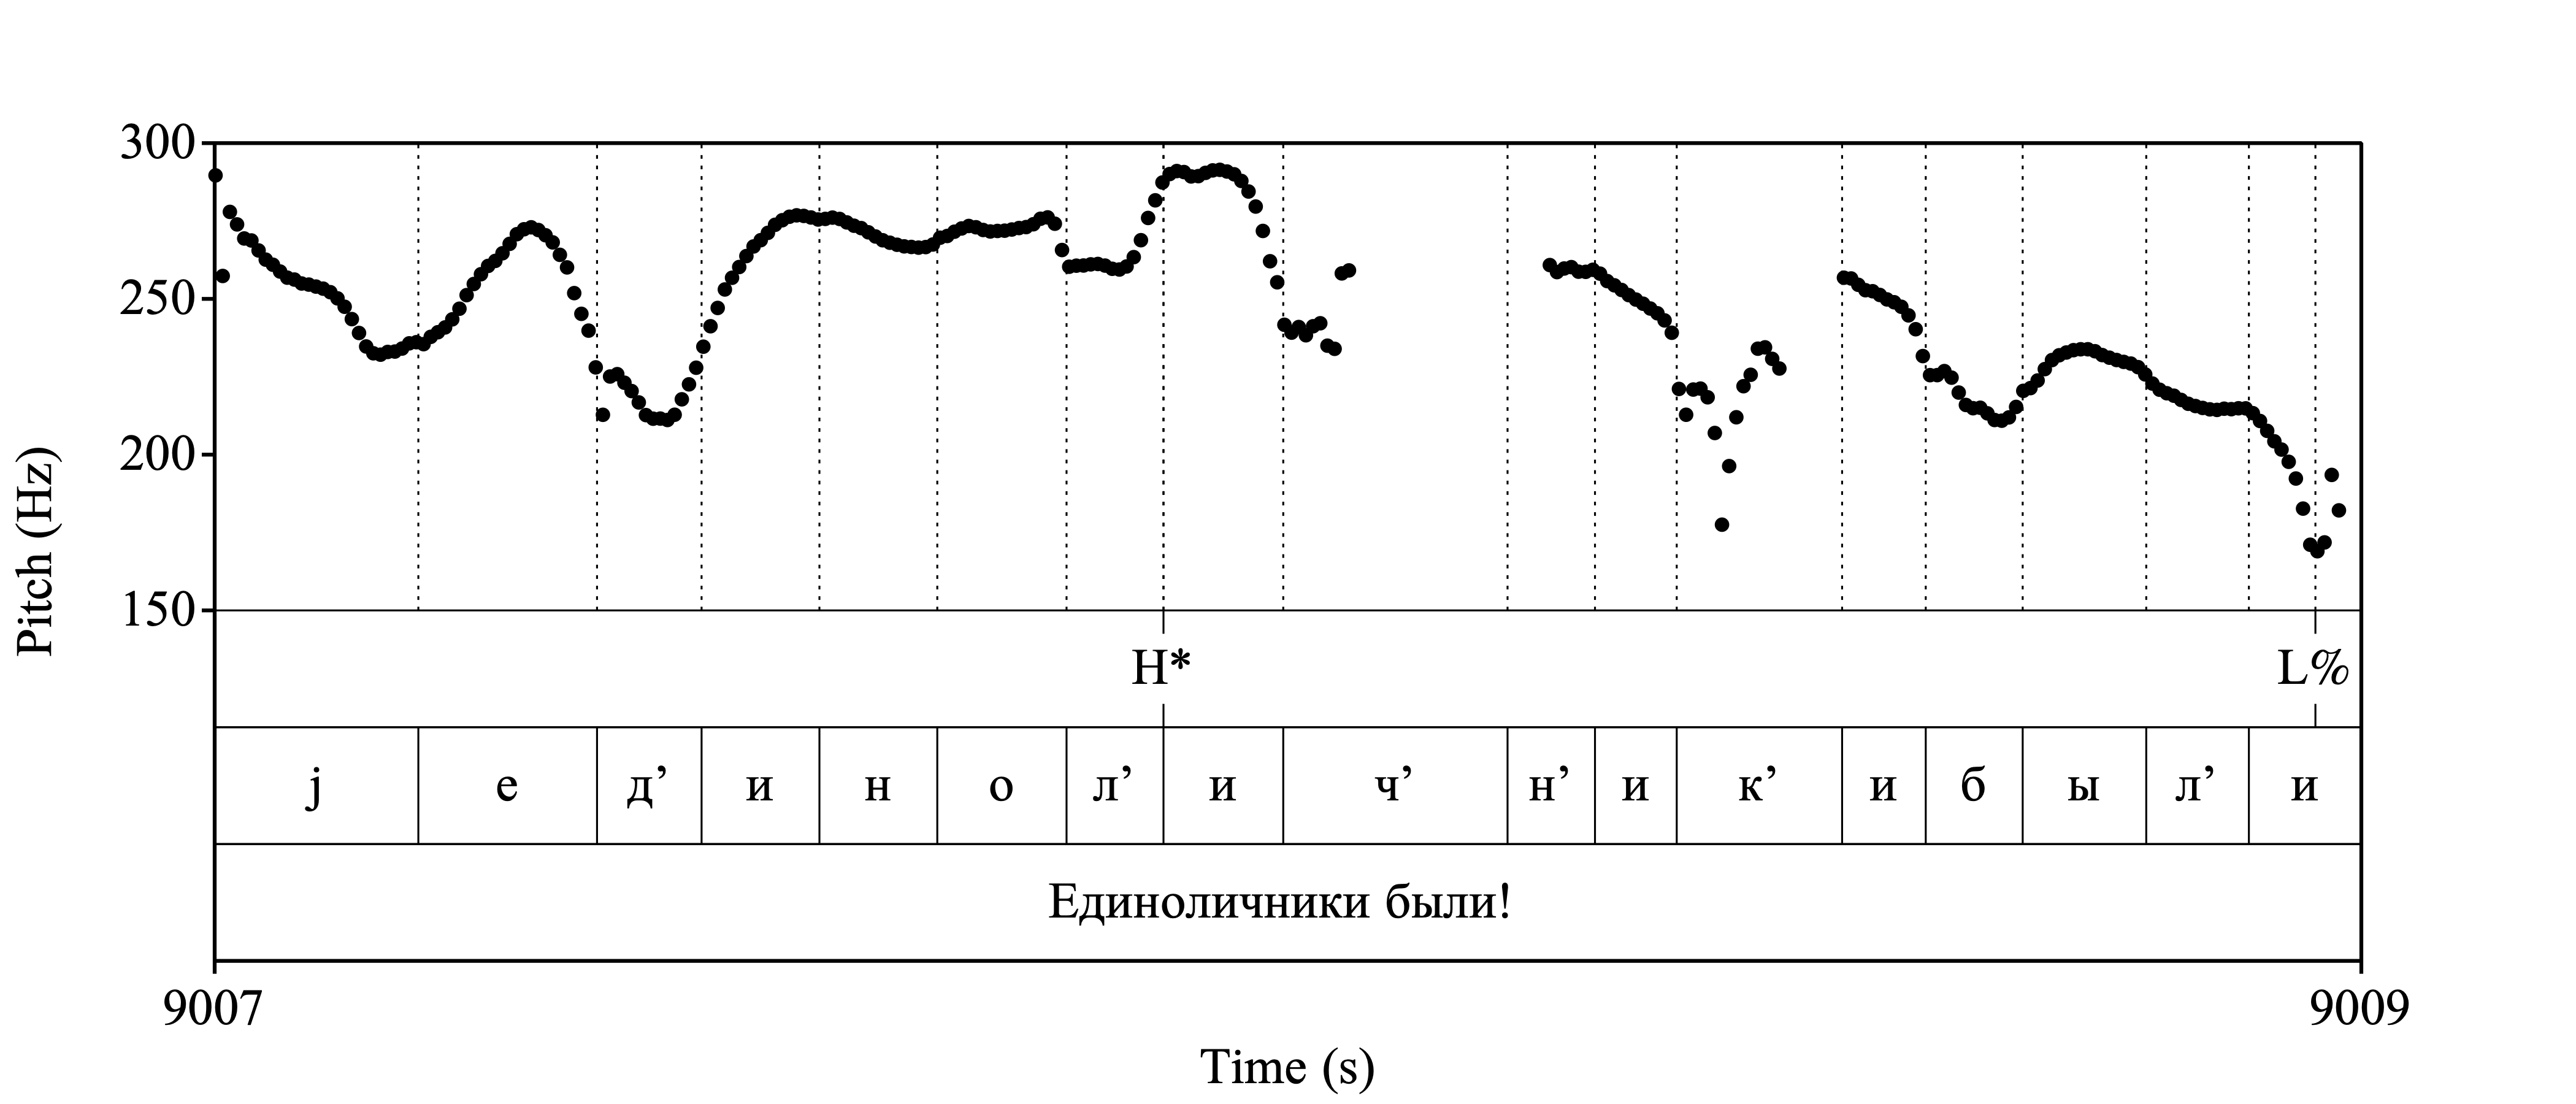 300
250
200
150
Pitch (Hz)
H* L%
j е д’ и н о л’ и ч’ н’ и к’ и б ы л’ и
Единоличники были!
9007 9009
Time (s)